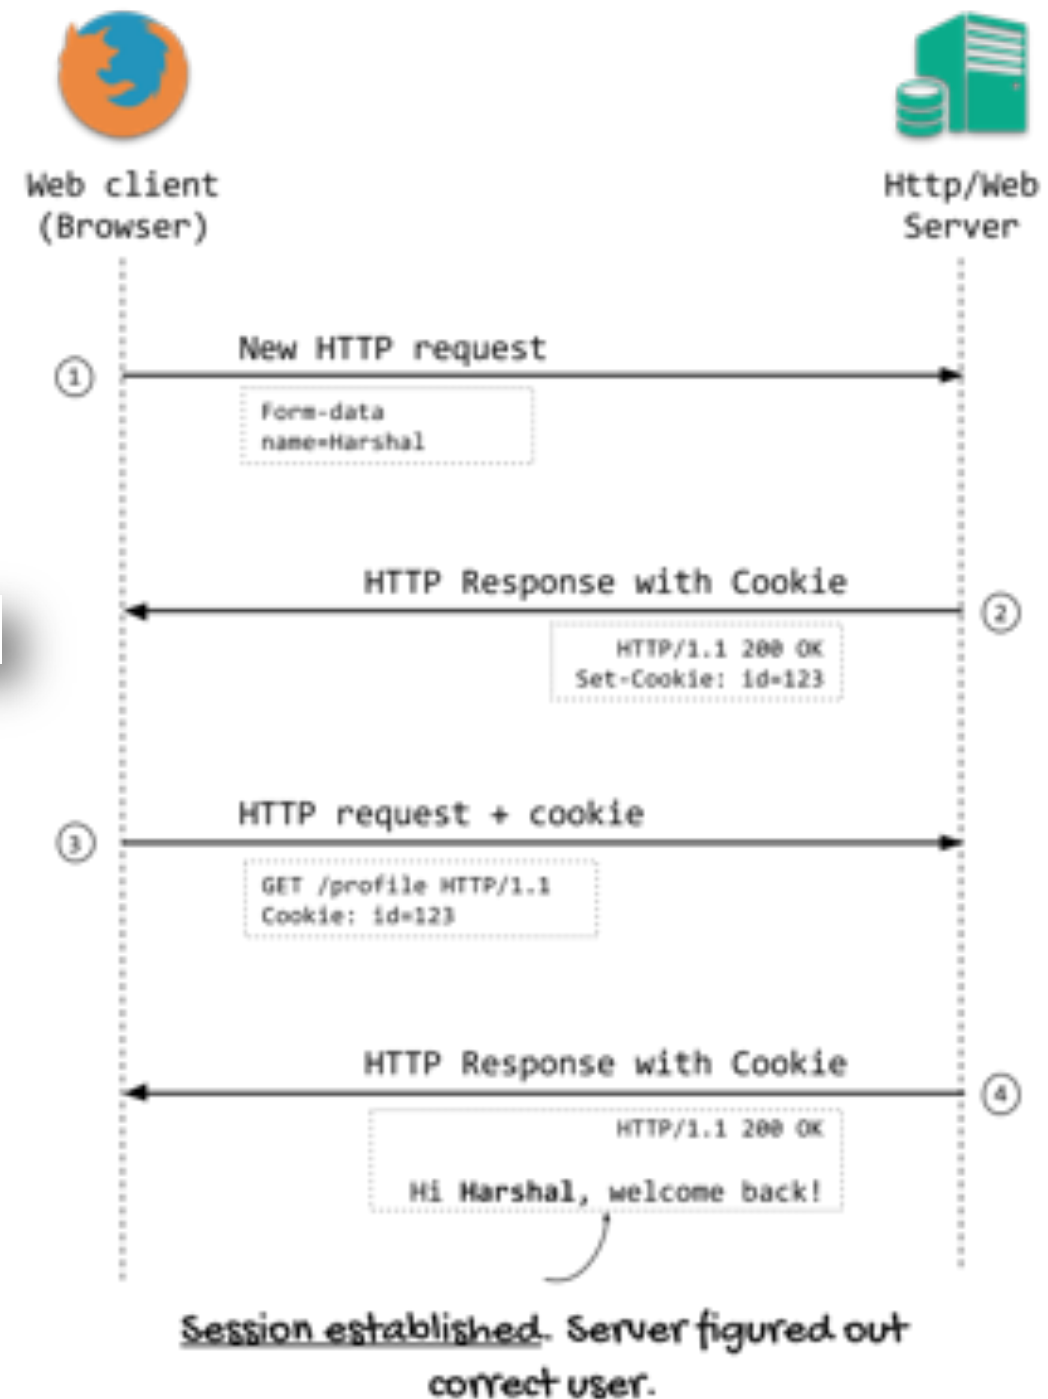 Web client
(Browser)
Http/Web
Server
New HTTP request
1
Form-data
name=Harshal
HTTP Response with Cookie
2
HTTP/1.1 200 OK
Set-Cookie: id=123
HTTP request + cookie
3
GET /profile HTTP/1.1
Cookie: id=123
HTTP Response with Cookie
4
HTTP/1.1 200 OK
Hi Harshal, welcome back!
Session established. Server figured out
correct user.